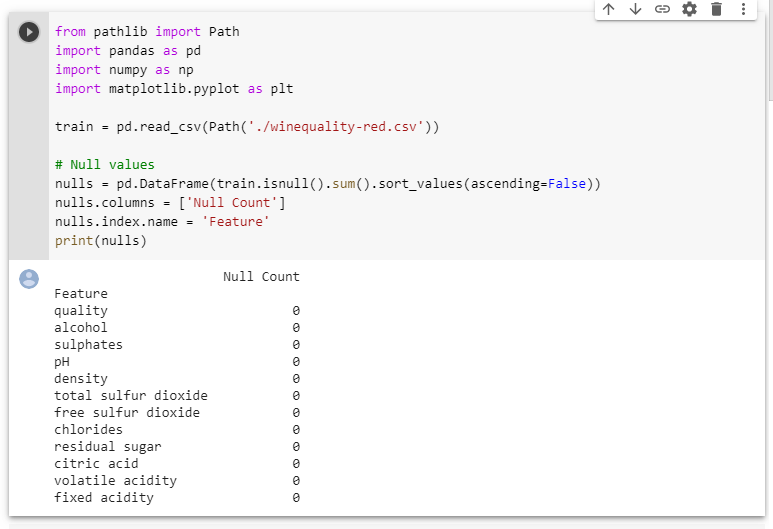 from pathlib import Path
import pandas as pd
import numpy as np
import matplotlib.pyplot as plt
train = pd.read_csv(Path('./winequality-red.csv'))
# Null values
nulls = pd.DataFrame(train.isnull().sum().sort_values(ascending=False))
nulls.columns = ['Null Count']
nulls.index.name = 'Feature'
print(nulls)
Null Count
Feature
quality 0
alcohol 0
sulphates 0
pH 0
density 0
total sulfur dioxide 0
free sulfur dioxide 0
chlorides 0
residual sugar 0
citric acid 0
volatile acidity 0
fixed acidity 0